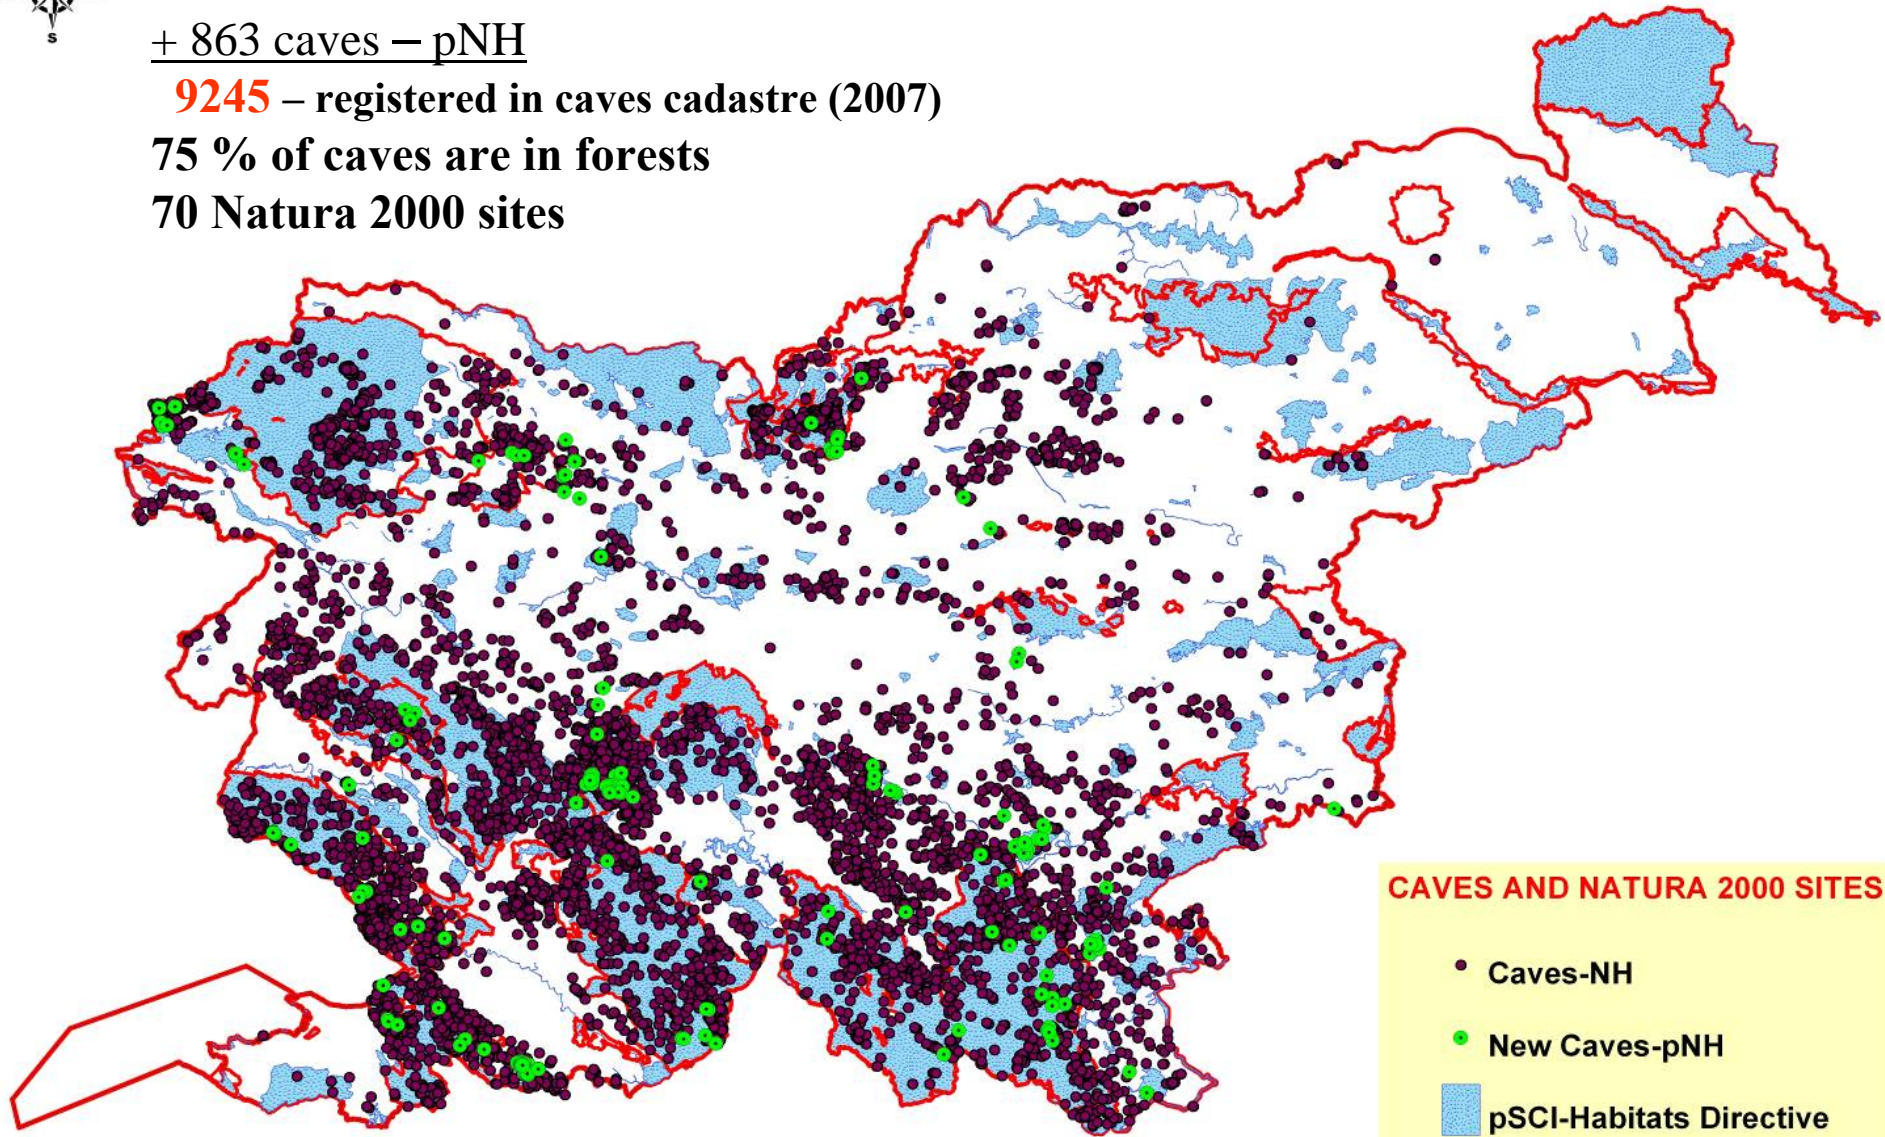 S
+ 863 caves – pNH
9245 – registered in caves cadastre (2007)
75 % of caves are in forests
70 Natura 2000 sites
CAVES AND NATURA 2000 SITES
Caves-NH
New Caves-pNH
pSCI-Habitats Directive